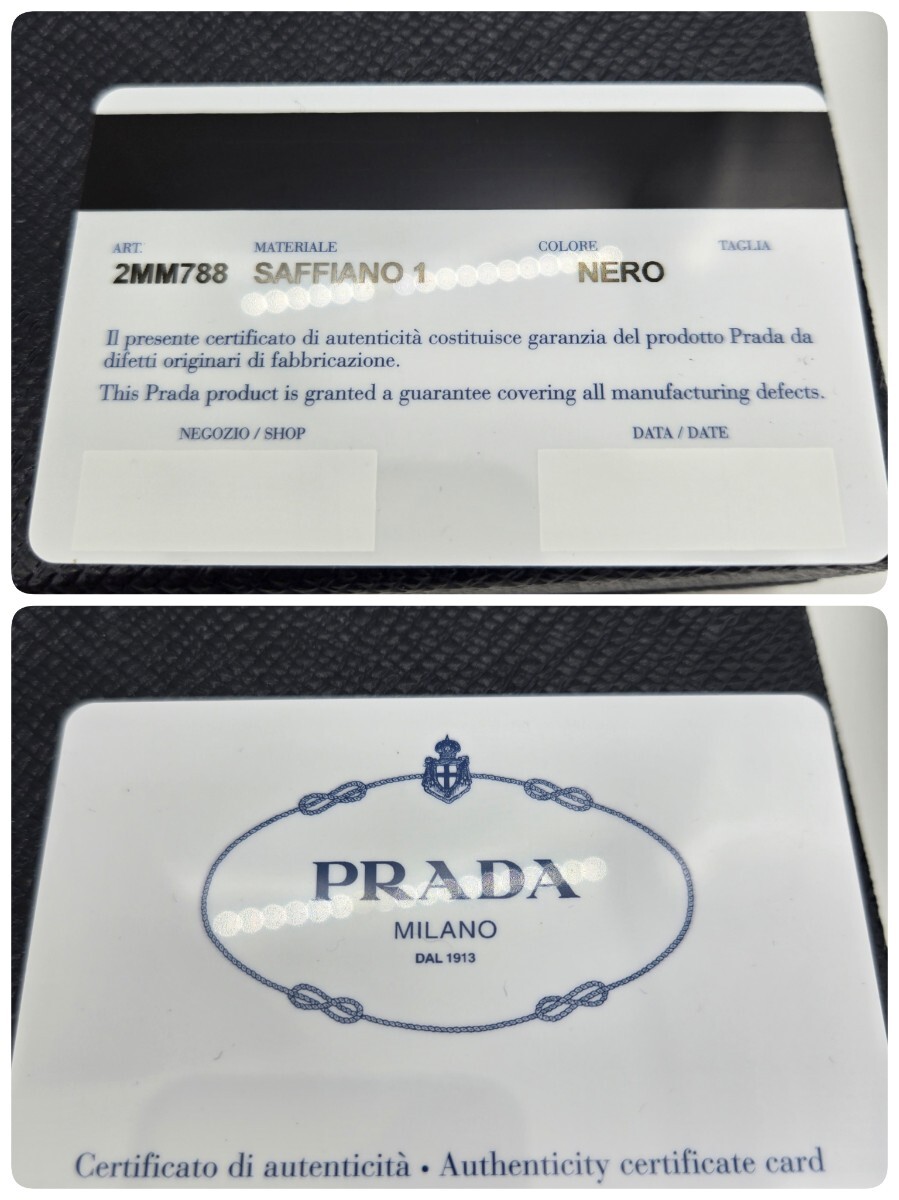 ART. MATERIALE COLORE TAGLIA
2MM788 SAFFIANO 1 NERO
Il presente certificato di autenticità costituisce garanzia del prodotto Prada da
difetti originari di fabbricazione.
This Prada product is granted a guarantee covering all manufacturing defects.
NEGOZIO / SHOP DATA / DATE
PRADA
MILANO
DAL 1913
Certificato di autenticità • Authenticity certificate card